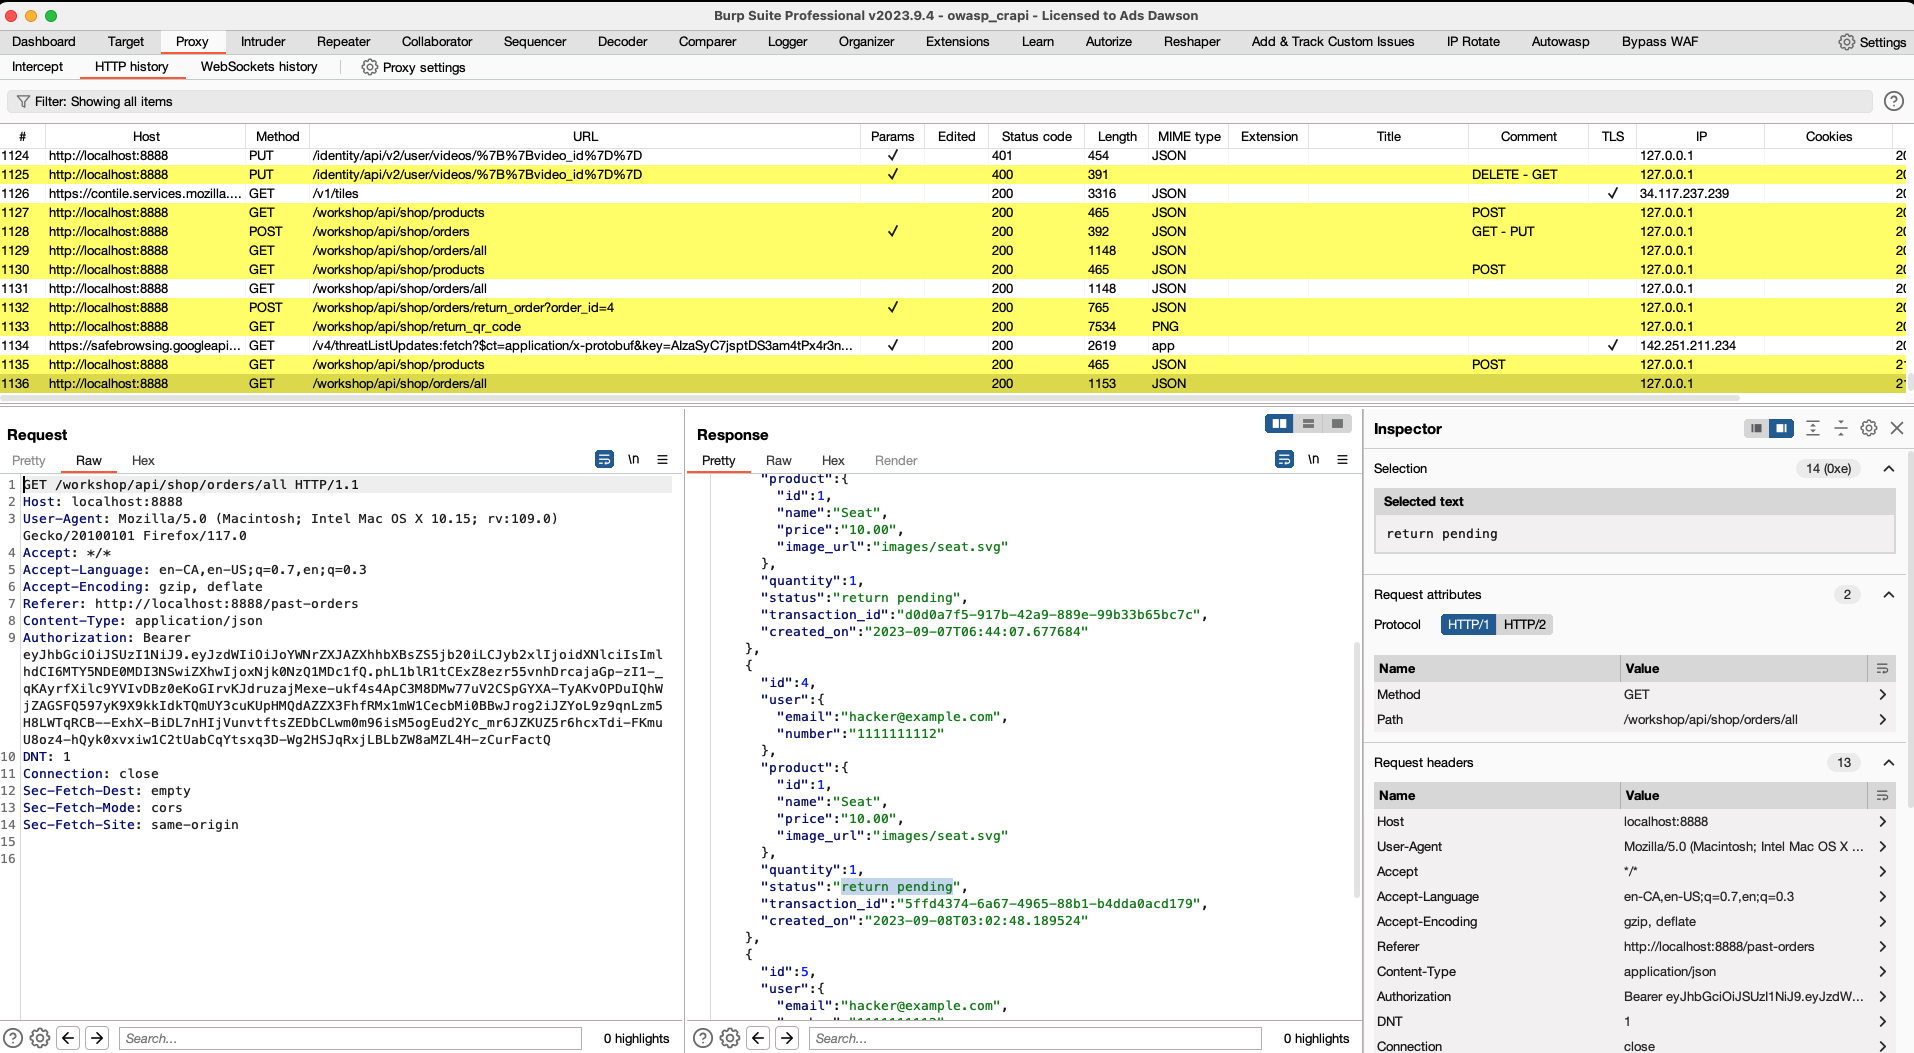 Burp Suite Professional v2023.9.4 - owasp_crapi - Licensed to Ads Dawson
Dashboard Target Proxy Intruder Repeater Collaborator Sequencer Decoder Comparer Logger Organizer Extensions Learn Autorize Reshaper Add & Track Custom Issues IP Rotate Autowasp Bypass WAF Settings
Intercept HTTP history WebSockets history Proxy settings
Filter: Showing all items
# Host Method URL Params Edited Status code Length MIME type Extension Title Comment TLS IP Cookies
1124 http://localhost:8888 PUT /identity/api/v2/user/videos/%7B%7Bvideo_id%7D%7D ✓ 401 454 JSON 127.0.0.1 20
1125 http://localhost:8888 PUT /identity/api/v2/user/videos/%7B%7Bvideo_id%7D%7D ✓ 400 391 DELETE - GET 127.0.0.1 20
1126 https://contile.services.mozilla.... GET /v1/tiles 200 3316 JSON ✓ 34.117.237.239 20
1127 http://localhost:8888 GET /workshop/api/shop/products 200 465 JSON POST 127.0.0.1 20
1128 http://localhost:8888 POST /workshop/api/shop/orders ✓ 200 392 JSON GET - PUT 127.0.0.1 20
1129 http://localhost:8888 GET /workshop/api/shop/orders/all 200 1148 JSON 127.0.0.1 20
1130 http://localhost:8888 GET /workshop/api/shop/products 200 465 JSON POST 127.0.0.1 20
1131 http://localhost:8888 GET /workshop/api/shop/orders/all 200 1148 JSON 127.0.0.1 20
1132 http://localhost:8888 POST /workshop/api/shop/orders/return_order?order_id=4 ✓ 200 765 JSON 127.0.0.1 20
1133 http://localhost:8888 GET /workshop/api/shop/return_qr_code 200 7534 PNG 127.0.0.1 20
1134 https://safebrowsing.googleapi... GET /v4/threatListUpdates:fetch?$ct=application/x-protobuf&key=AIzaSyC7jsptDS3am4tPx4r3n... ✓ 200 2619 app ✓ 142.251.211.234 20
1135 http://localhost:8888 GET /workshop/api/shop/products 200 465 JSON POST 127.0.0.1 21
1136 http://localhost:8888 GET /workshop/api/shop/orders/all 200 1153 JSON 127.0.0.1 21
Request
Pretty Raw Hex \n
1 GET /workshop/api/shop/orders/all HTTP/1.1
2 Host: localhost:8888
3 User-Agent: Mozilla/5.0 (Macintosh; Intel Mac OS X 10.15; rv:109.0)
Gecko/20100101 Firefox/117.0
4 Accept: */*
5 Accept-Language: en-CA,en-US;q=0.7,en;q=0.3
6 Accept-Encoding: gzip, deflate
7 Referer: http://localhost:8888/past-orders
8 Content-Type: application/json
9 Authorization: Bearer
eyJhbGciOiJSUzI1NiJ9.eyJzdWIiOiJoYWNrZXJAZXhhbXBsZS5jb20iLCJyb2xlIjoidXNlciIsImlhdCI6MTY5NDE0MDI3NSwiZXhwIjoxNjk0NzQ1MDc1fQ.phL1blR1tCExZ8ezr55vnhDrcajaGp-zI1-_
qKAyrfXilc9YVIvDBz0eKoGIrvKJdruzajMexe-ukf4s4ApC3M8DMw77uV2CSpGYXA-TyAKvOPDuIQhW
jZAGSFQ597yK9X9kkIdkTQmUY3cuKUpHMQdAZZX3FhfRMx1mW1CecbMi0BBwJrog2iJZYoL9z9qnLzm5
H8LWTqRCB--ExhX-BiDL7nHIjVunvtftsZEDbCLwm0m96isM5ogEud2Yc_mr6JZKUZ5r6hcxTdi-FKmu
U8oz4-hQyk0xvxiw1C2tUabCqYtsxq3D-Wg2HSJqRxjLBLbZW8aMZL4H-zCurFactQ
10 DNT: 1
11 Connection: close
12 Sec-Fetch-Dest: empty
13 Sec-Fetch-Mode: cors
14 Sec-Fetch-Site: same-origin
15
16
Search... 0 highlights
Response
Pretty Raw Hex Render \n
"product":{
"id":1,
"name":"Seat",
"price":"10.00",
"image_url":"images/seat.svg"
},
"quantity":1,
"status":"return pending",
"transaction_id":"d0d0a7f5-917b-42a9-889e-99b33b65bc7c",
"created_on":"2023-09-07T06:44:07.677684"
},
{
"id":4,
"user":{
"email":"hacker@example.com",
"number":"1111111112"
},
"product":{
"id":1,
"name":"Seat",
"price":"10.00",
"image_url":"images/seat.svg"
},
"quantity":1,
"status":"return pending",
"transaction_id":"5ffd4374-6a67-4965-88b1-b4dda0acd179",
"created_on":"2023-09-08T03:02:48.189524"
},
{
"id":5,
"user":{
"email":"hacker@example.com",
Search... 0 highlights
Inspector
Selection 14 (0xe)
Selected text
return pending
Request attributes 2
Protocol HTTP/1 HTTP/2
Name Value
Method GET
Path /workshop/api/shop/orders/all
Request headers 13
Name Value
Host localhost:8888
User-Agent Mozilla/5.0 (Macintosh; Intel Mac OS X ...
Accept */*
Accept-Language en-CA,en-US;q=0.7,en;q=0.3
Accept-Encoding gzip, deflate
Referer http://localhost:8888/past-orders
Content-Type application/json
Authorization Bearer eyJhbGciOiJSUzI1NiJ9.eyJzdW...
DNT 1
Connection close